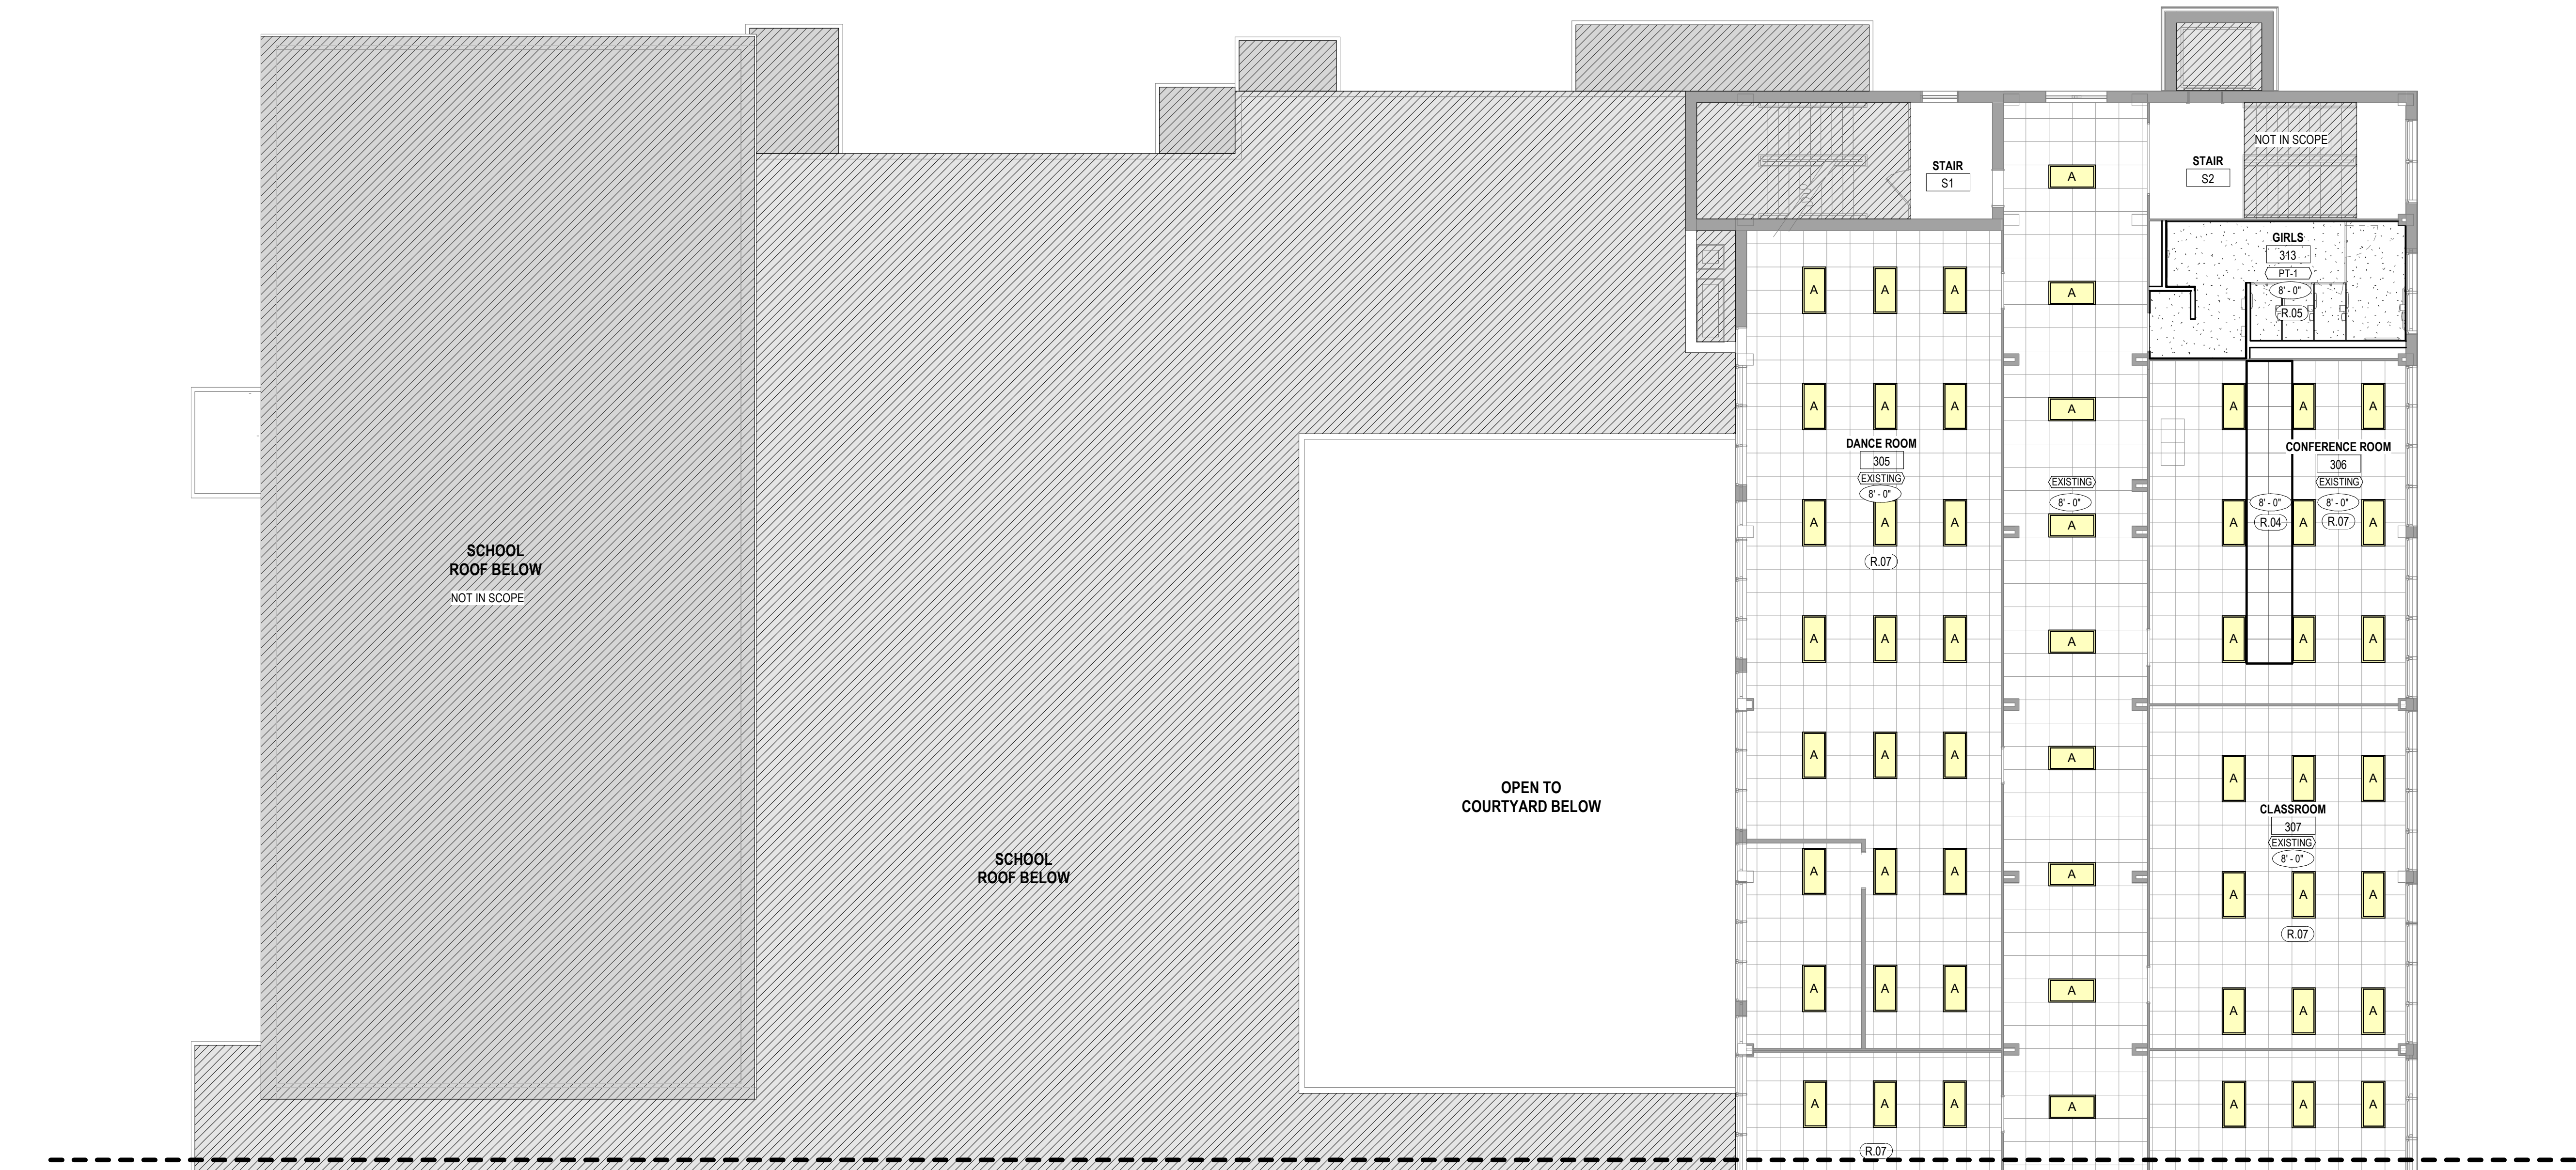 NOT IN SCOPE
STAIR
S1
STAIR
S2
A
GIRLS
313
PT-1
8' - 0"
R.05
A A A
A
A A A
A
A A A
DANCE ROOM
305
EXISTING
8' - 0"
CONFERENCE ROOM
306
EXISTING
8' - 0"
R.07
EXISTING
8' - 0"
8' - 0"
R.04
A A A
A
A A A
R.07
SCHOOL
ROOF BELOW
NOT IN SCOPE
A A A
A
A A A
A A A
A
A A A
OPEN TO
COURTYARD BELOW
CLASSROOM
307
EXISTING
8' - 0"
SCHOOL
ROOF BELOW
A A A
A
A A A
R.07
A A A
A
A A A
A A A
A
A A A
R.07